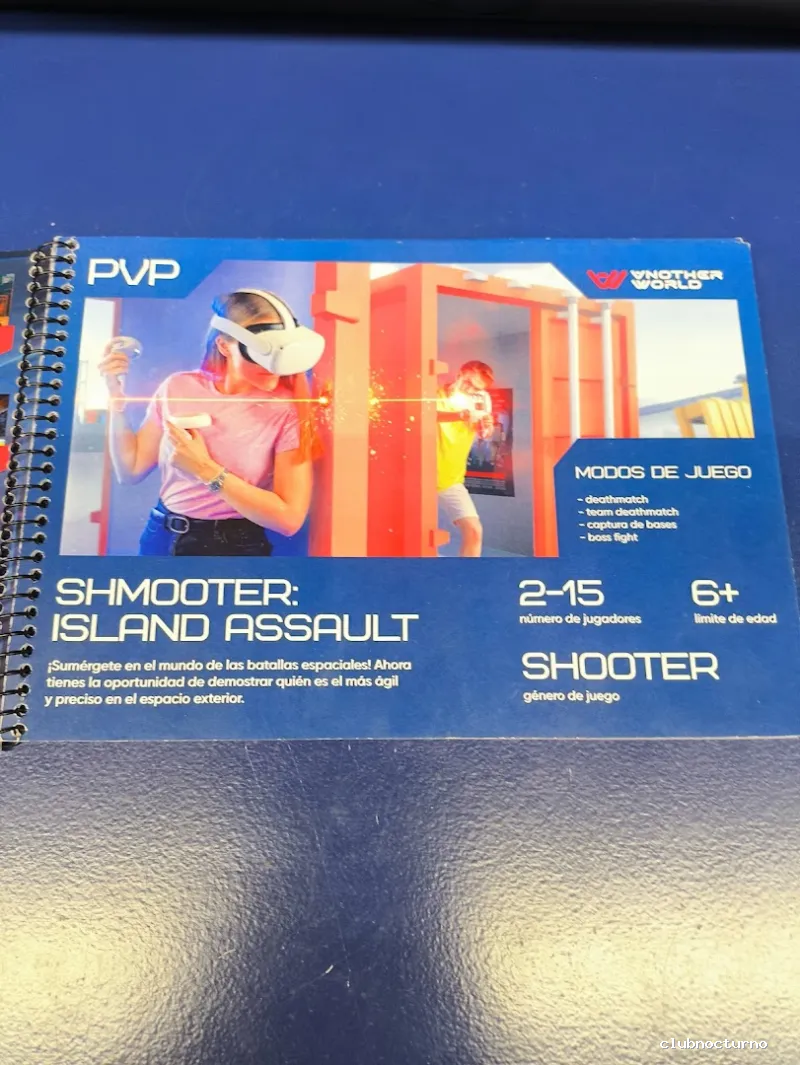 PVP
ANOTHER
WORLD
MODOS DE JUEGO
- deathmatch
- team deathmatch
- captura de bases
- boss fight
SHMOOTER:
ISLAND ASSAULT
¡Sumérgete en el mundo de las batallas espaciales! Ahora
tienes la oportunidad de demostrar quién es el más ágil
y preciso en el espacio exterior.
2-15
número de jugadores
6+
límite de edad
SHOOTER
género de juego
clubnocturno